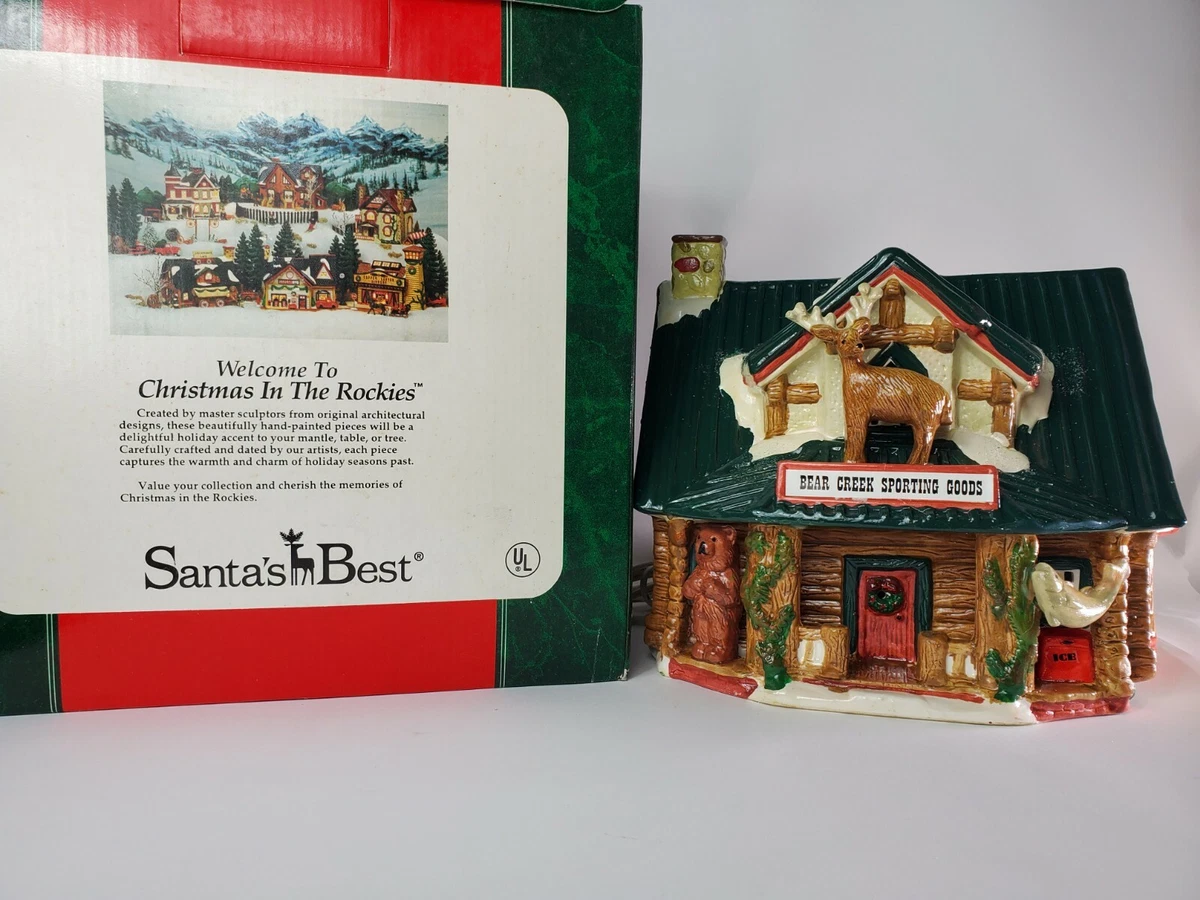 Welcome To
Christmas In The Rockies™
Created by master sculptors from original architectural
designs, these beautifully hand-painted pieces will be a
delightful holiday accent to your mantle, table, or tree.
Carefully crafted and dated by our artists, each piece
captures the warmth and charm of holiday seasons past.
Value your collection and cherish the memories of
Christmas in the Rockies.
Santa's Best®
UL®
BEAR CREEK SPORTING GOODS
ICE